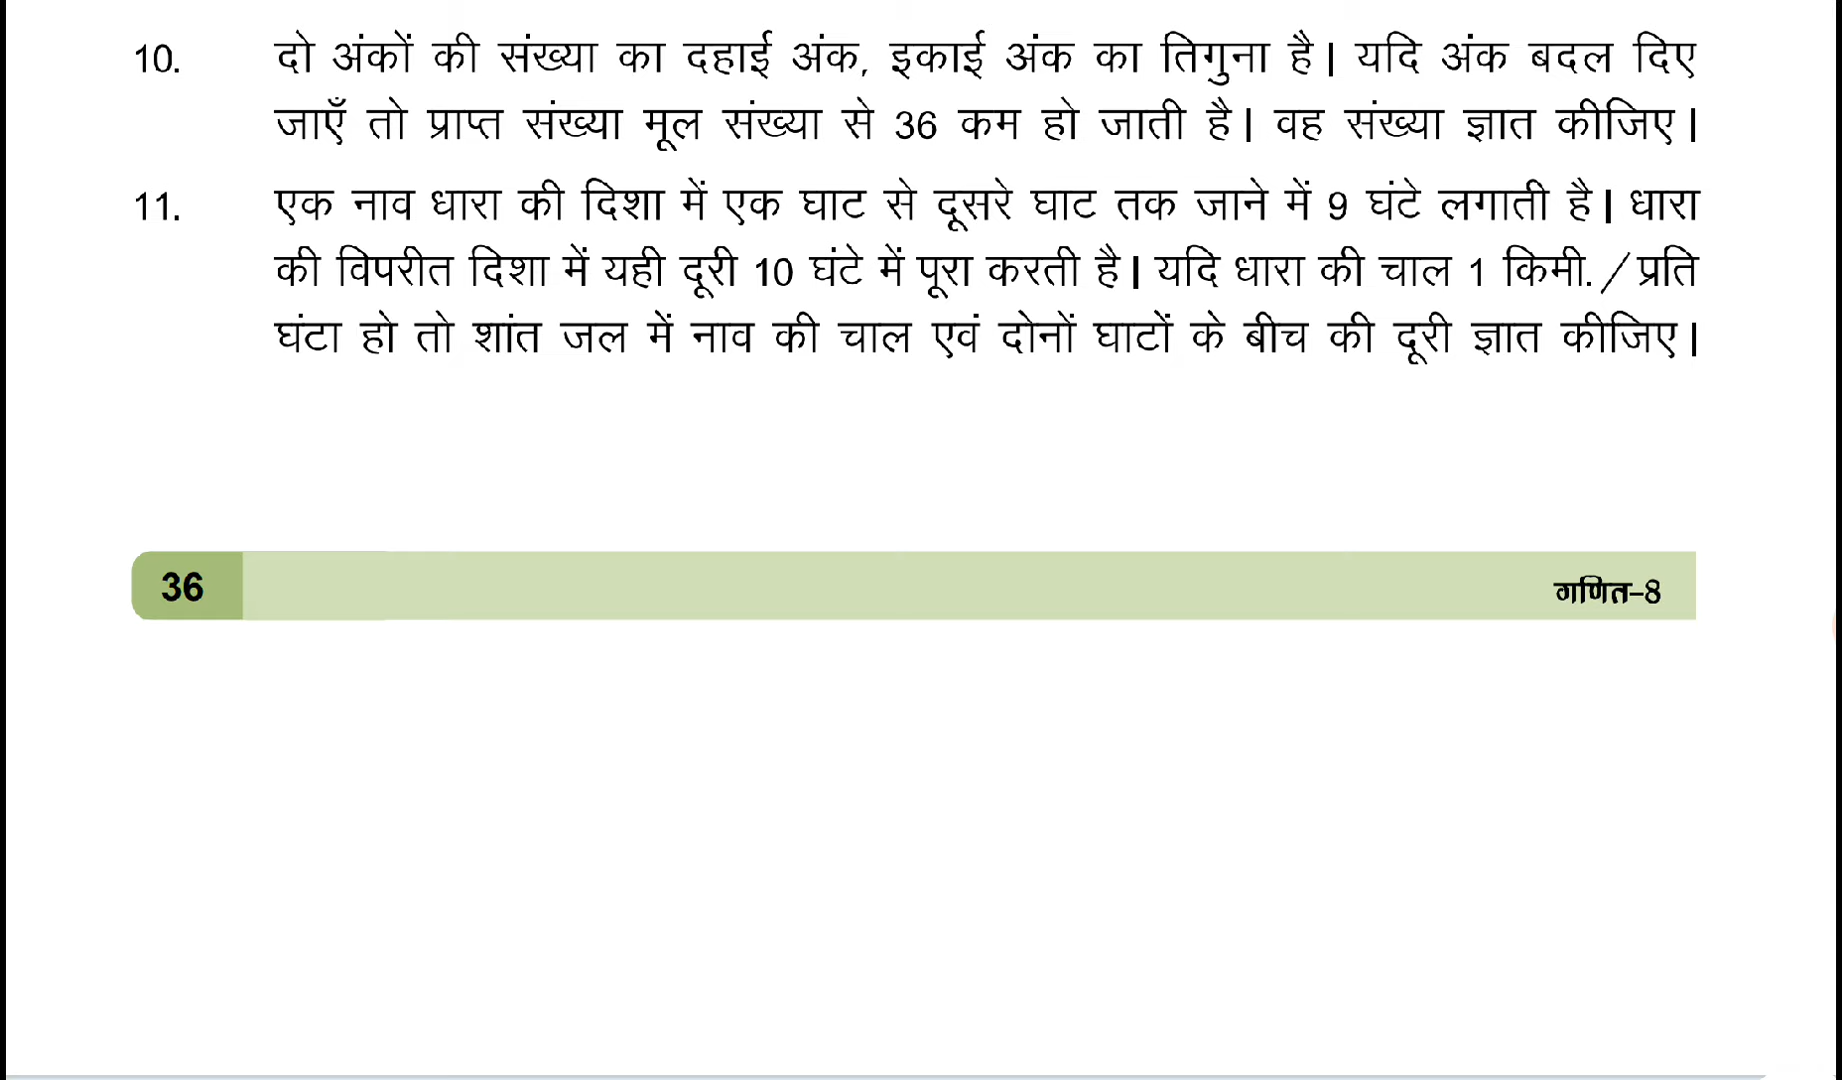 10. दो अंकों की संख्या का दहाई अंक, इकाई अंक का तिगुना है। यदि अंक बदल दिए
जाएँ तो प्राप्त संख्या मूल संख्या से 36 कम हो जाती है। वह संख्या ज्ञात कीजिए।
11. एक नाव धारा की दिशा में एक घाट से दूसरे घाट तक जाने में 9 घंटे लगाती है। धारा
की विपरीत दिशा में यही दूरी 10 घंटे में पूरा करती है। यदि धारा की चाल 1 किमी./प्रति
घंटा हो तो शांत जल में नाव की चाल एवं दोनों घाटों के बीच की दूरी ज्ञात कीजिए।
36 गणित–8